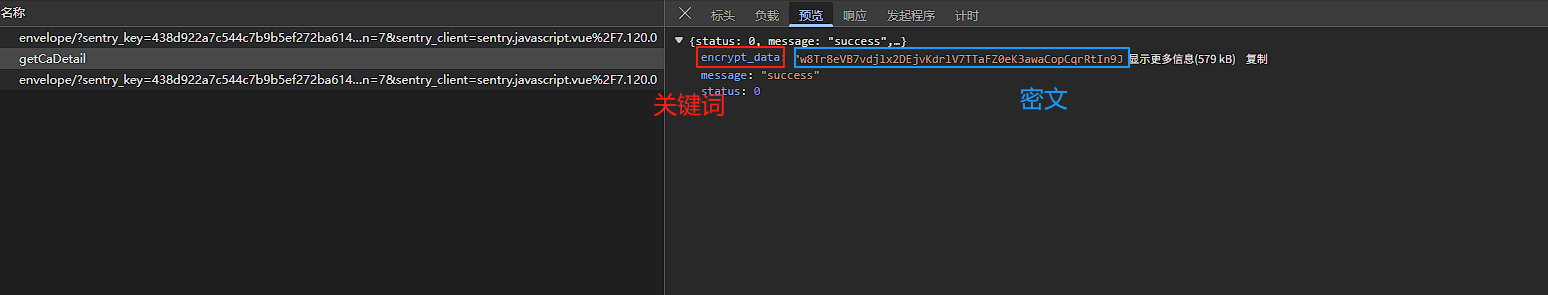 名称
envelope/?sentry_key=438d922a7c544c7b9b5ef272ba614...n=7&sentry_client=sentry.javascript.vue%2F7.120.0
getCaDetail
envelope/?sentry_key=438d922a7c544c7b9b5ef272ba614...n=7&sentry_client=sentry.javascript.vue%2F7.120.0
标头 负载 预览 响应 发起程序 计时
{status: 0, message: "success",…}
encrypt_data: "w8Tr8eVB7vdjlx2DEjvKdrlV7TTaFZ0eK3awaCopCqrRtIn9J 显示更多信息(579 kB) 复制
message: "success"
status: 0
关键词
密文